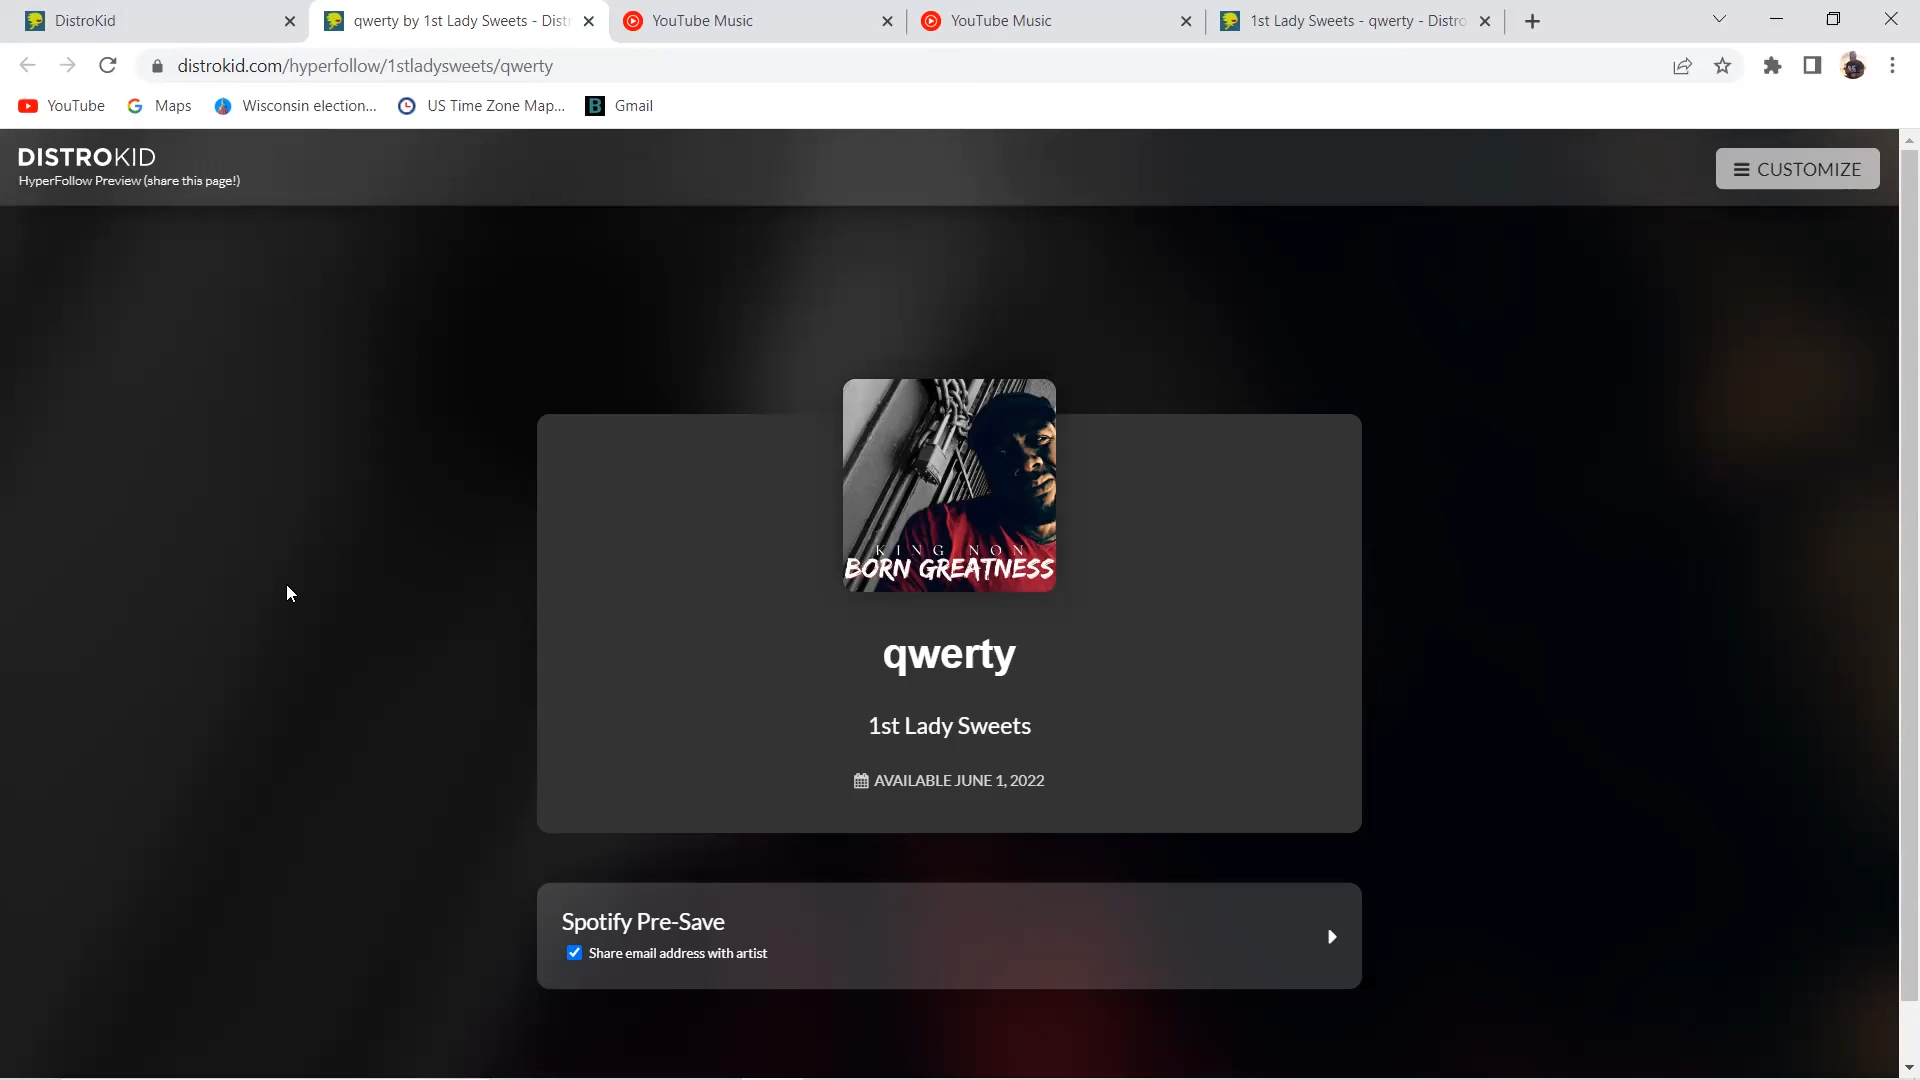 DistroKid
qwerty by 1st Lady Sweets - Dist
YouTube Music
YouTube Music
1st Lady Sweets - qwerty - Distro
distrokid.com/hyperfollow/1stladysweets/qwerty
YouTube
Maps
Wisconsin election...
US Time Zone Map...
B
Gmail
DISTROKID
HyperFollow Preview (share this page!)
CUSTOMIZE
KING NON
BORN GREATNESS
qwerty
1st Lady Sweets
AVAILABLE JUNE 1, 2022
Spotify Pre-Save
Share email address with artist